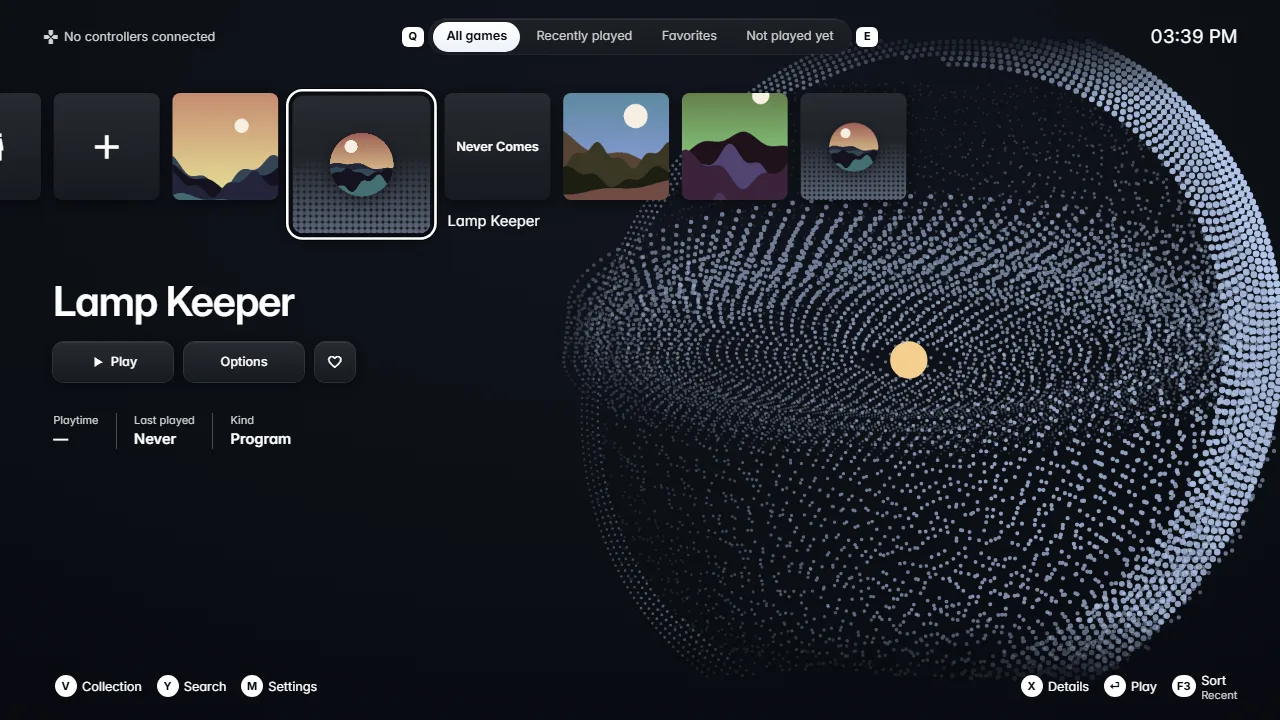 No controllers connected
Q
All games
Recently played
Favorites
Not played yet
E
03:39 PM
Never Comes
Lamp Keeper
Lamp Keeper
Play
Options
Playtime
—
Last played
Never
Kind
Program
V Collection
Y Search
M Settings
X Details
Play
F3 Sort
Recent